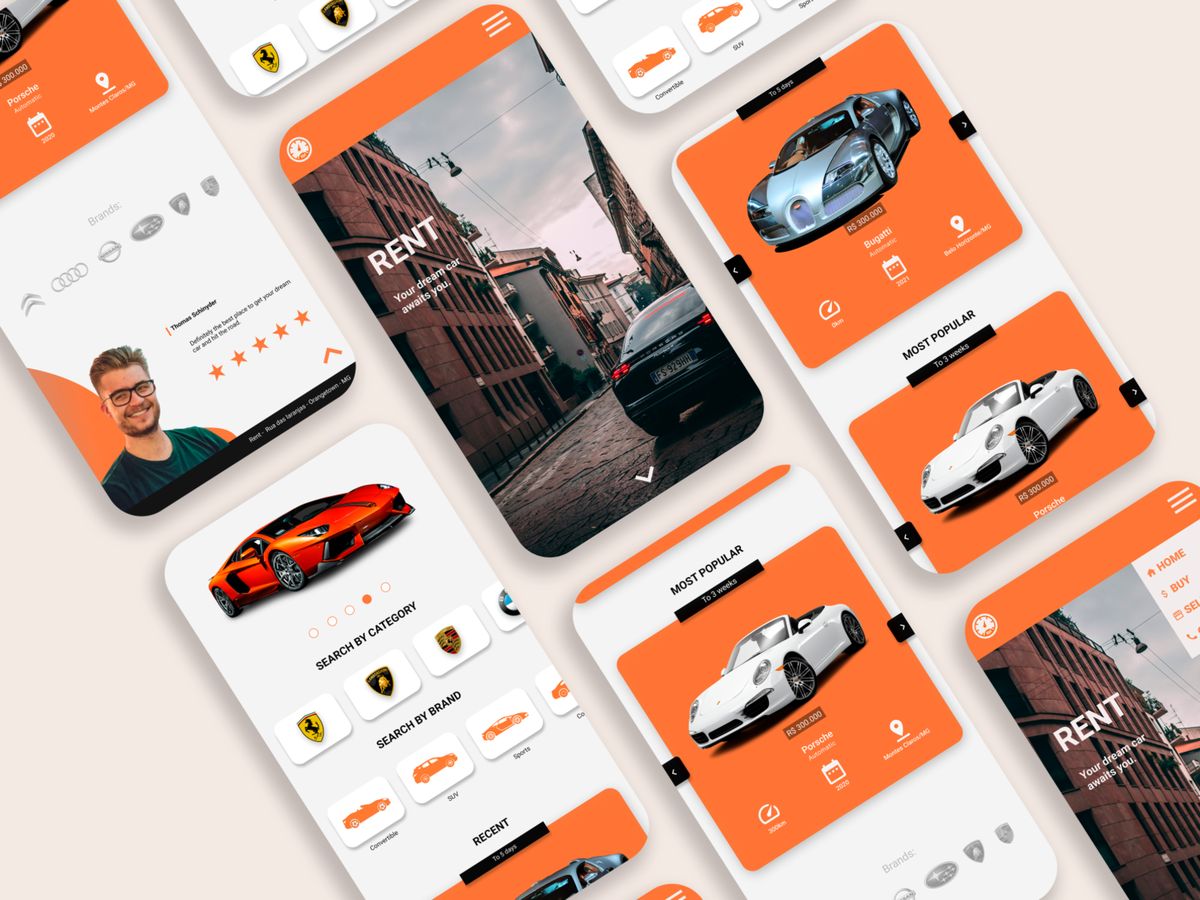 R$ 300.000
Porsche
Automatic
2020
Montes Claros/MG
Brands:
Thomas Schinyder
Definitely the best place to get your dream
car and hit the road.
Rent - Rua das laranjas - Orangetown - MG
RENT
Your dream car
awaits you.
FS 929HH
Convertible
SUV
To 5 days
R$ 300.000
Bugatti
Automatic
0km
2021
Belo Horizonte/MG
MOST POPULAR
To 3 weeks
R$ 300.000
Porsche
SEARCH BY CATEGORY
SEARCH BY BRAND
Convertible
SUV
Sports
RECENT
To 5 days
MOST POPULAR
To 3 weeks
R$ 300.000
Porsche
Automatic
300km
2020
Montes Claros/MG
Brands:
HOME
$ BUY
RENT
Your dream car
awaits you.